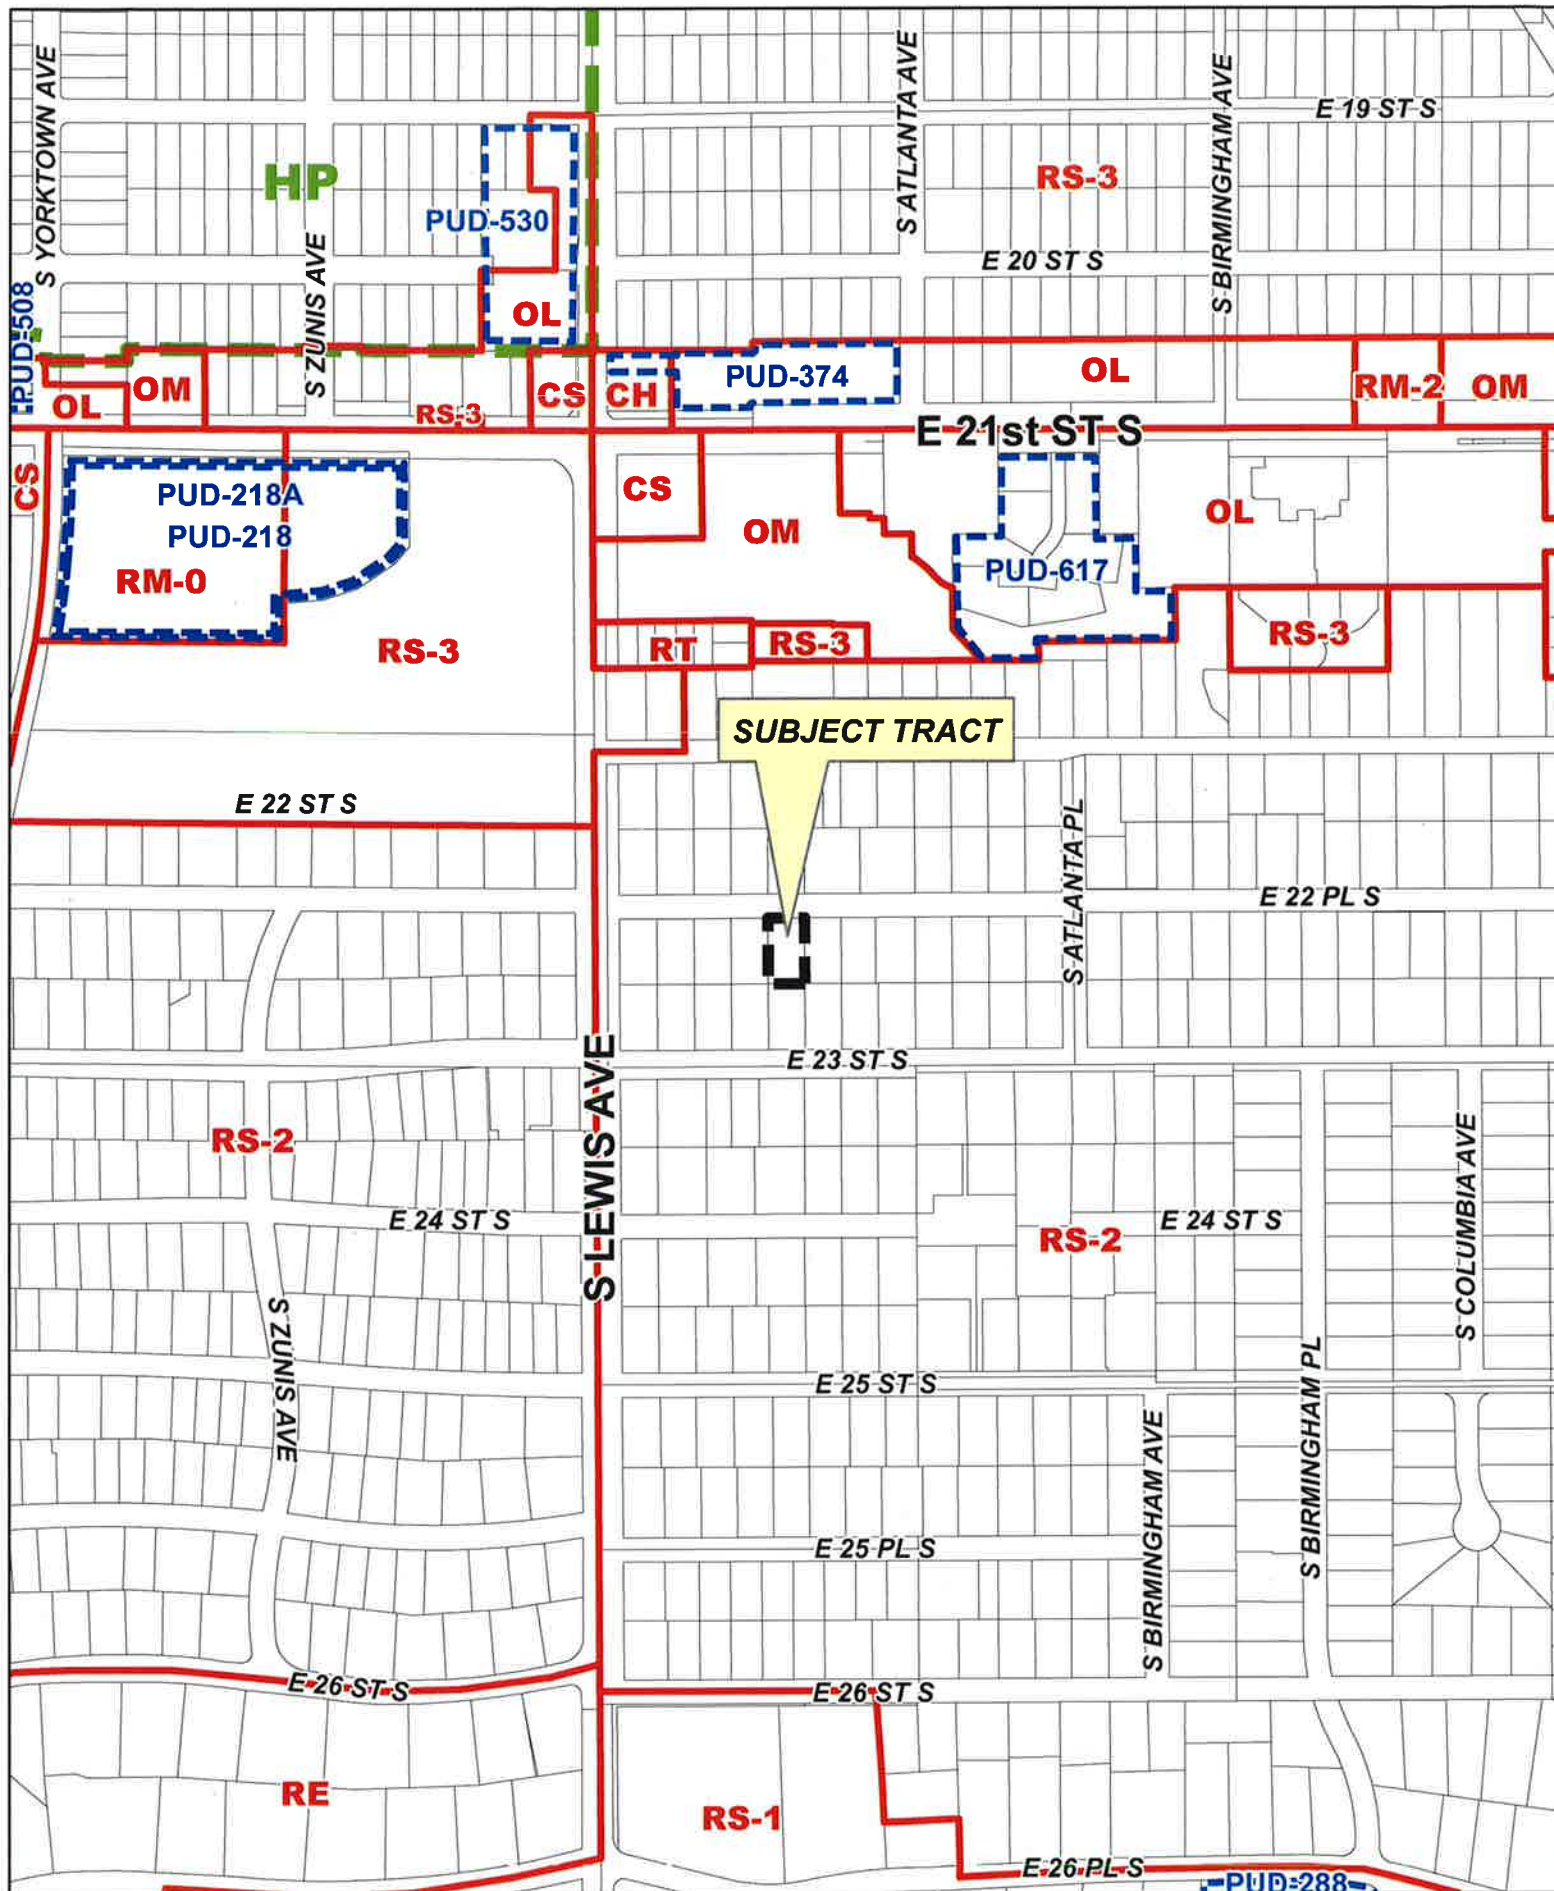 S YORKTOWN AVE
S ATLANTA AVE
S BIRMINGHAM AVE
E 19 ST S
HP
RS-3
PUD-530
S ZUNIS AVE
E 20 ST S
PUD-508
OL
OM
OL
CS
CH
PUD-374
OL
RM-2
OM
RS-3
E 21st ST S
CS
PUD-218A
PUD-218
RM-0
CS
OM
OL
PUD-617
RS-3
RT
RS-3
RS-3
SUBJECT TRACT
E 22 ST S
S ATLANTA PL
E 22 PL S
E 23 ST S
S LEWIS AVE
RS-2
S COLUMBIA AVE
E 24 ST S
RS-2
E 24 ST S
S ZUNIS AVE
E 25 ST S
S BIRMINGHAM PL
S BIRMINGHAM AVE
E 25 PL S
E 26 ST S
E 26 ST S
RE
RS-1
E 26 PL S
PUD-288